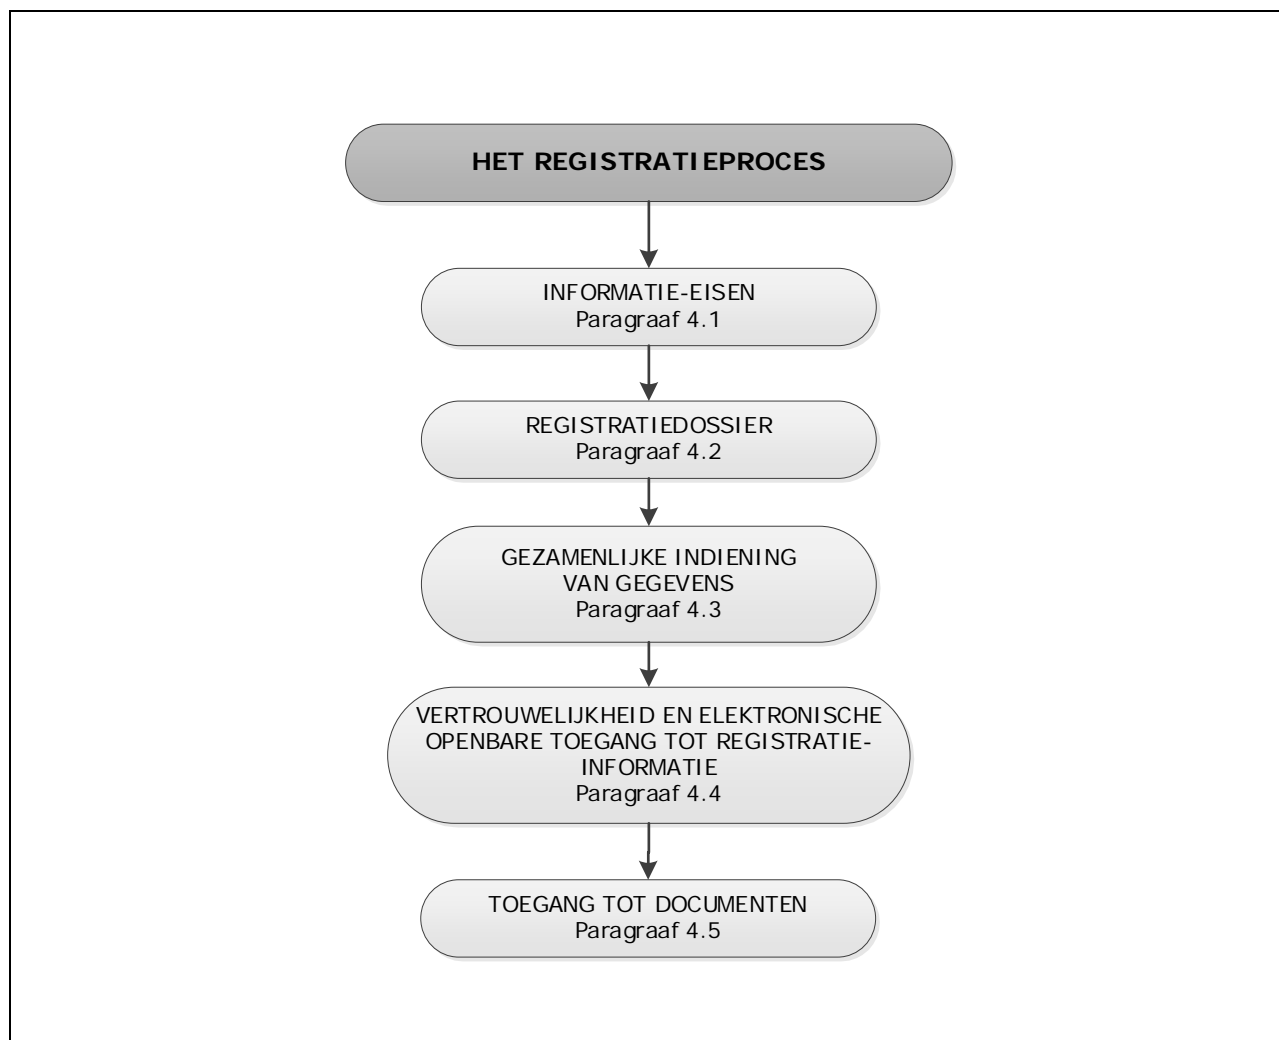 HET REGISTRATIEPROCES
INFORMATIE-EISEN
Paragraaf 4.1
REGISTRATIEDOSSIER
Paragraaf 4.2
GEZAMENLIJKE INDIENING
VAN GEGEVENS
Paragraaf 4.3
VERTROUWELIJKHEID EN ELEKTRONISCHE
OPENBARE TOEGANG TOT REGISTRATIE-
INFORMATIE
Paragraaf 4.4
TOEGANG TOT DOCUMENTEN
Paragraaf 4.5